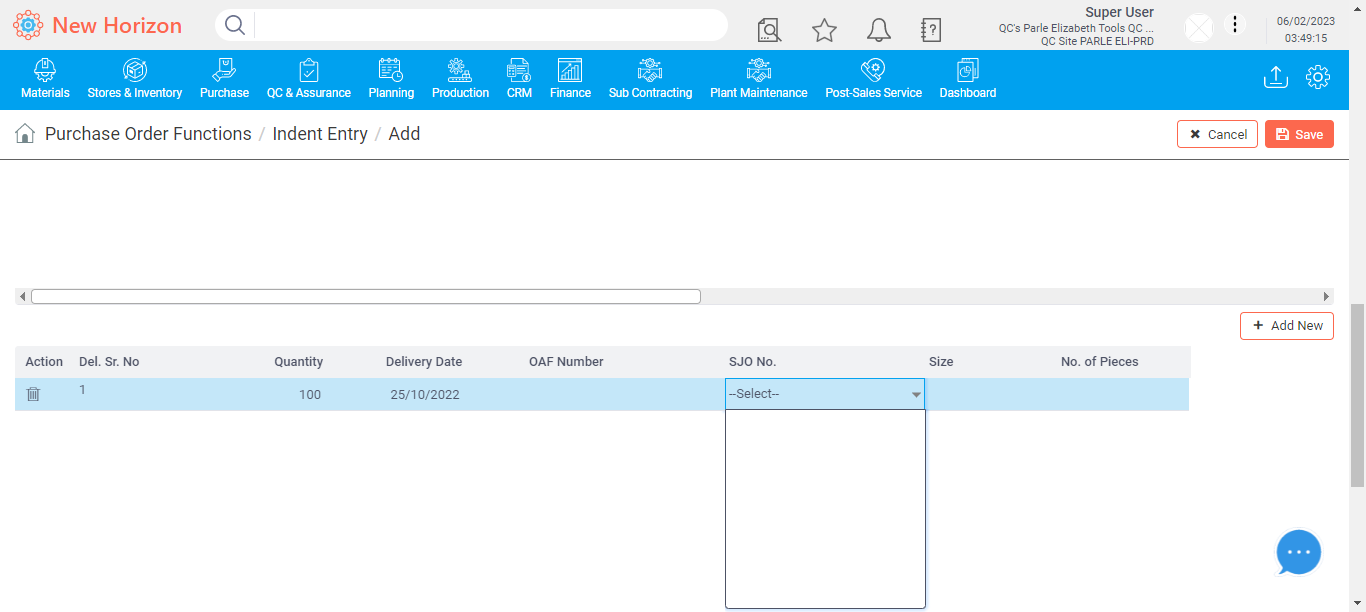 New Horizon
Super User
QC's Parle Elizabeth Tools QC ...
QC Site PARLE ELI-PRD
06/02/2023
03:49:15
Materials
Stores & Inventory
Purchase
QC & Assurance
Planning
Production
CRM
Finance
Sub Contracting
Plant Maintenance
Post-Sales Service
Dashboard
Purchase Order Functions / Indent Entry / Add
Cancel
Save
Add New
Action Del. Sr. No Quantity Delivery Date OAF Number SJO No. Size No. of Pieces
1 100 25/10/2022 --Select--